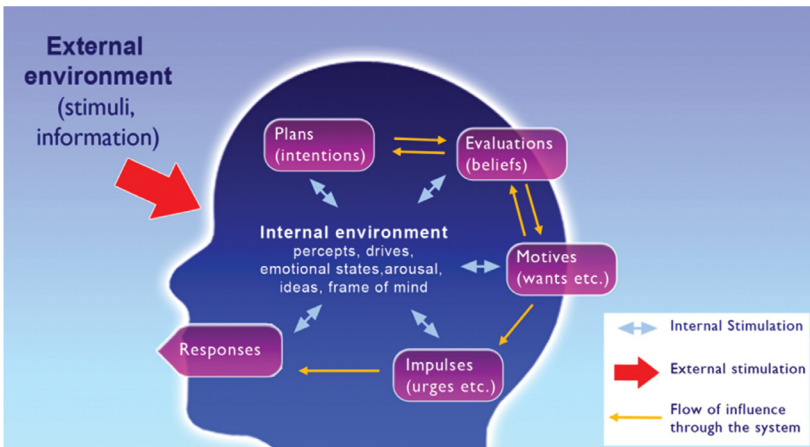 External
environment
(stimuli,
information)
Plans
(intentions)
Evaluations
(beliefs)
Internal environment
percepts, drives,
emotional states,arousal,
ideas, frame of mind
Motives
(wants etc.)
Responses
Impulses
(urges etc.)
Internal Stimulation
External stimulation
Flow of influence
through the system